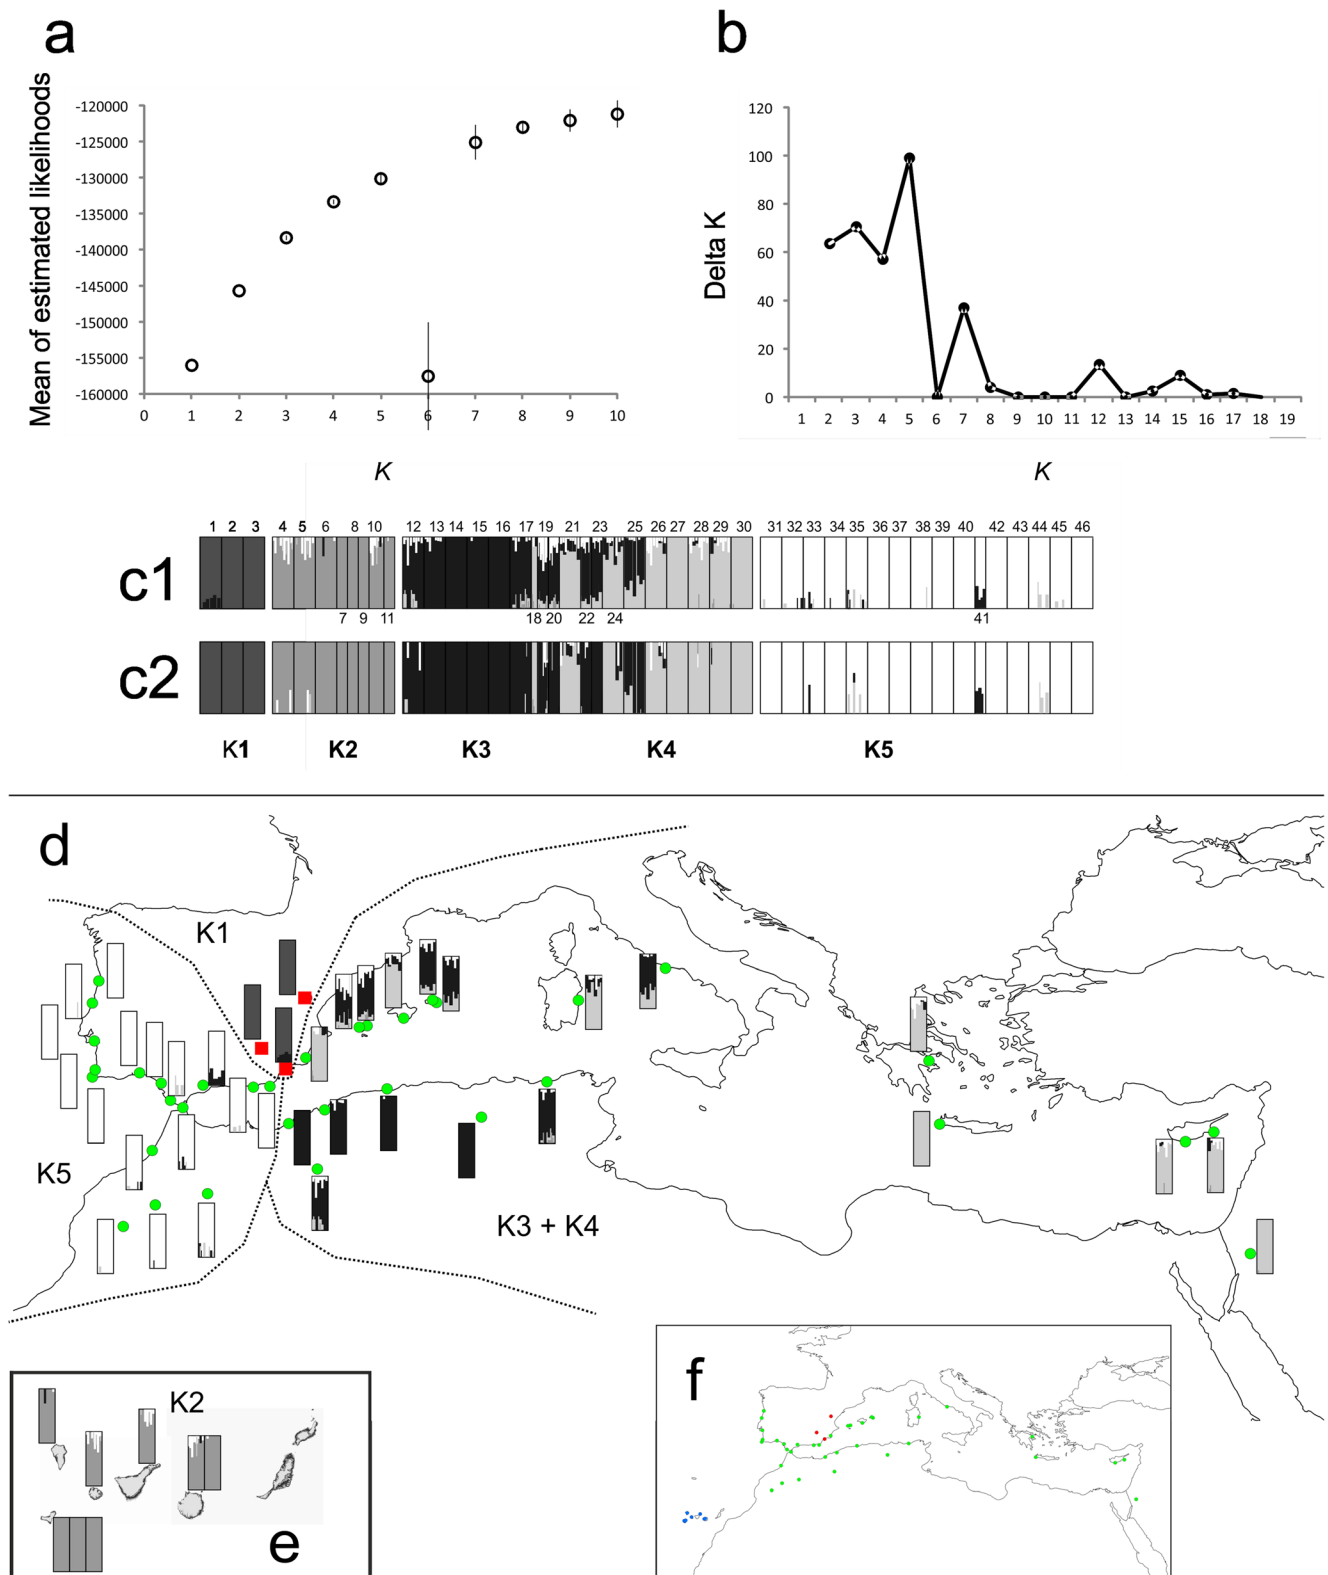 a
b
Mean of estimated likelihoods
-120000
-125000
-130000
-135000
-140000
-145000
-150000
-155000
-160000
0 1 2 3 4 5 6 7 8 9 10
K
Delta K
120
100
80
60
40
20
0
1 2 3 4 5 6 7 8 9 10 11 12 13 14 15 16 17 18 19
K
1 2 3 4 5 6 8 10 12 13 14 15 16 17 19 21 23 25 26 27 28 29 30 31 32 33 34 35 36 37 38 39 40 42 43 44 45 46
c1
7 9 11 18 20 22 24 41
c2
K1 K2 K3 K4 K5
d
K1
K5
K3 + K4
K2
e
f